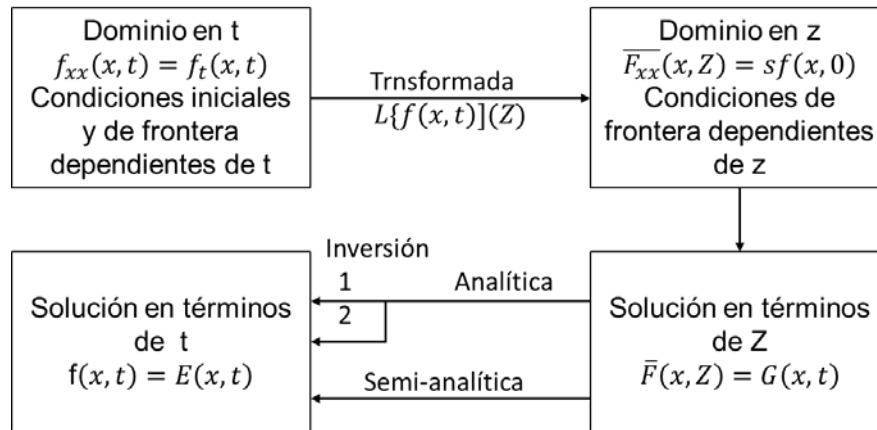 Dominio en t
f_{xx}(x, t) = f_t(x, t)
Condiciones iniciales
y de frontera
dependientes de t
Trnsformada
L{f(x, t)](Z)
Dominio en z
\overline{F_{xx}}(x, Z) = sf(x, 0)
Condiciones de
frontera dependientes
de z
Inversión
1
2
Analítica
Semi-analítica
Solución en términos
de t
f(x, t) = E(x, t)
Solución en términos
de Z
\bar{F}(x, Z) = G(x, t)